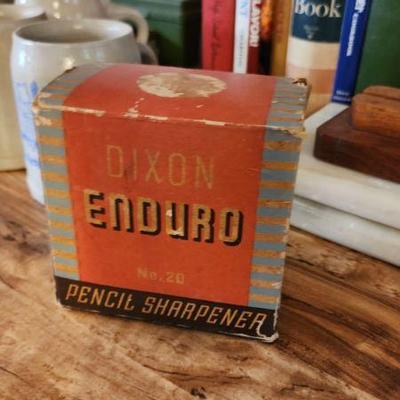 DIXON
ENDURO
No. 20
PENCIL SHARPENER
Book